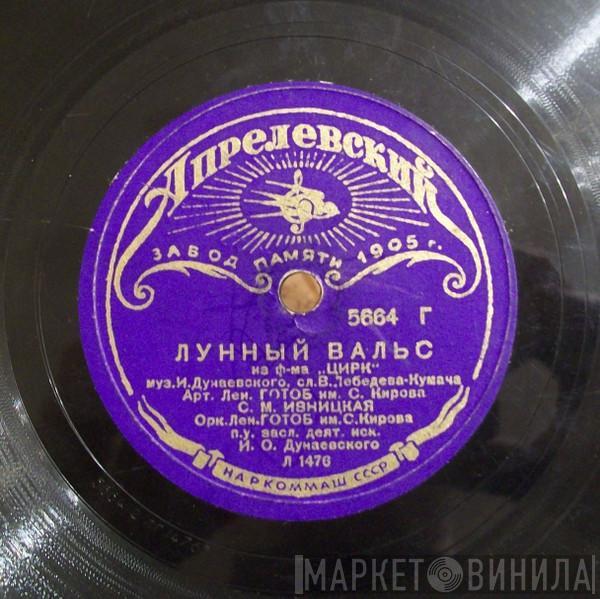 Апрелевский
ЗАВОД ПАМЯТИ 1905 г.
5664 Г
ЛУННЫЙ ВАЛЬС
из ф-ма „ЦИРК"
муз. И. Дунаевского, сл. В. Лебедева-Кумача
Арт. Лен. ГОТОБ им. С. Кирова
С. М. ИВНИЦКАЯ
Орк. Лен. ГОТОБ им. С. Кирова
п. у. засл. деят. иск.
И. О. Дунаевского
Л 1476
НАРКОММАШ СССР
МАРКЕТ ВИНИЛА